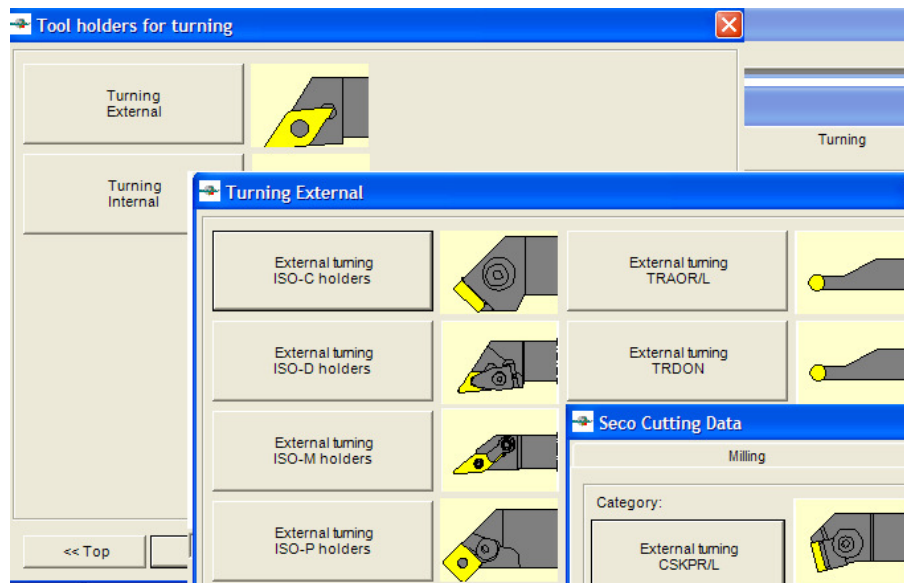 Tool holders for turning
Turning
External
Turning
Turning
Internal
Turning External
External turning
ISO-C holders
External turning
TRAOR/L
External turning
ISO-D holders
External turning
TRDON
Seco Cutting Data
External turning
ISO-M holders
Milling
Category:
External turning
ISO-P holders
External turning
CSKPR/L
<< Top